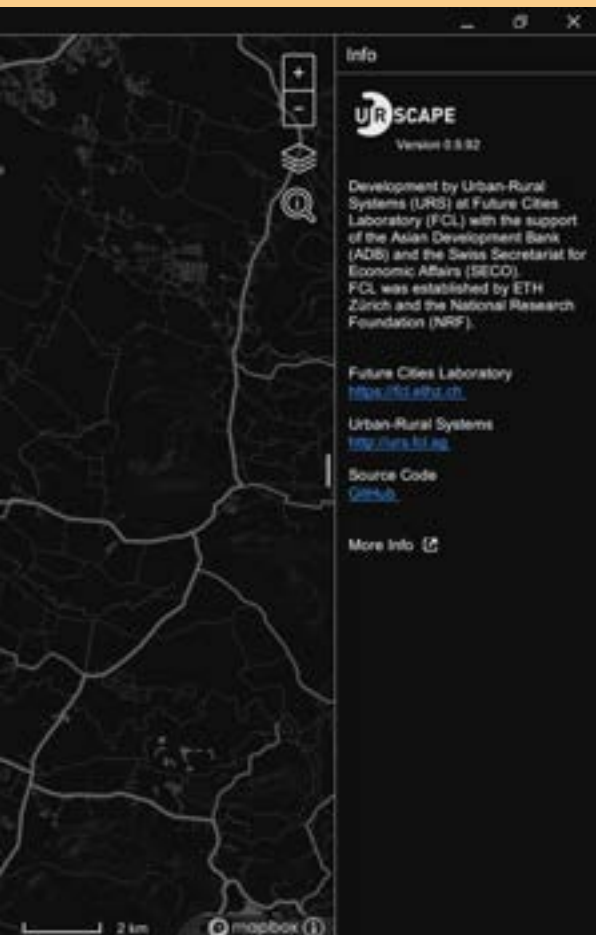 Info
URSCAPE
Version 0.9.92
Development by Urban-Rural
Systems (URS) at Future Cities
Laboratory (FCL) with the support
of the Asian Development Bank
(ADB) and the Swiss Secretariat for
Economic Affairs (SECO).
FCL was established by ETH
Zürich and the National Research
Foundation (NRF).
Future Cities Laboratory
https://fcl.ethz.ch
Urban-Rural Systems
http://urs.fcl.sg
Source Code
GitHub
More Info
2 km
mapbox